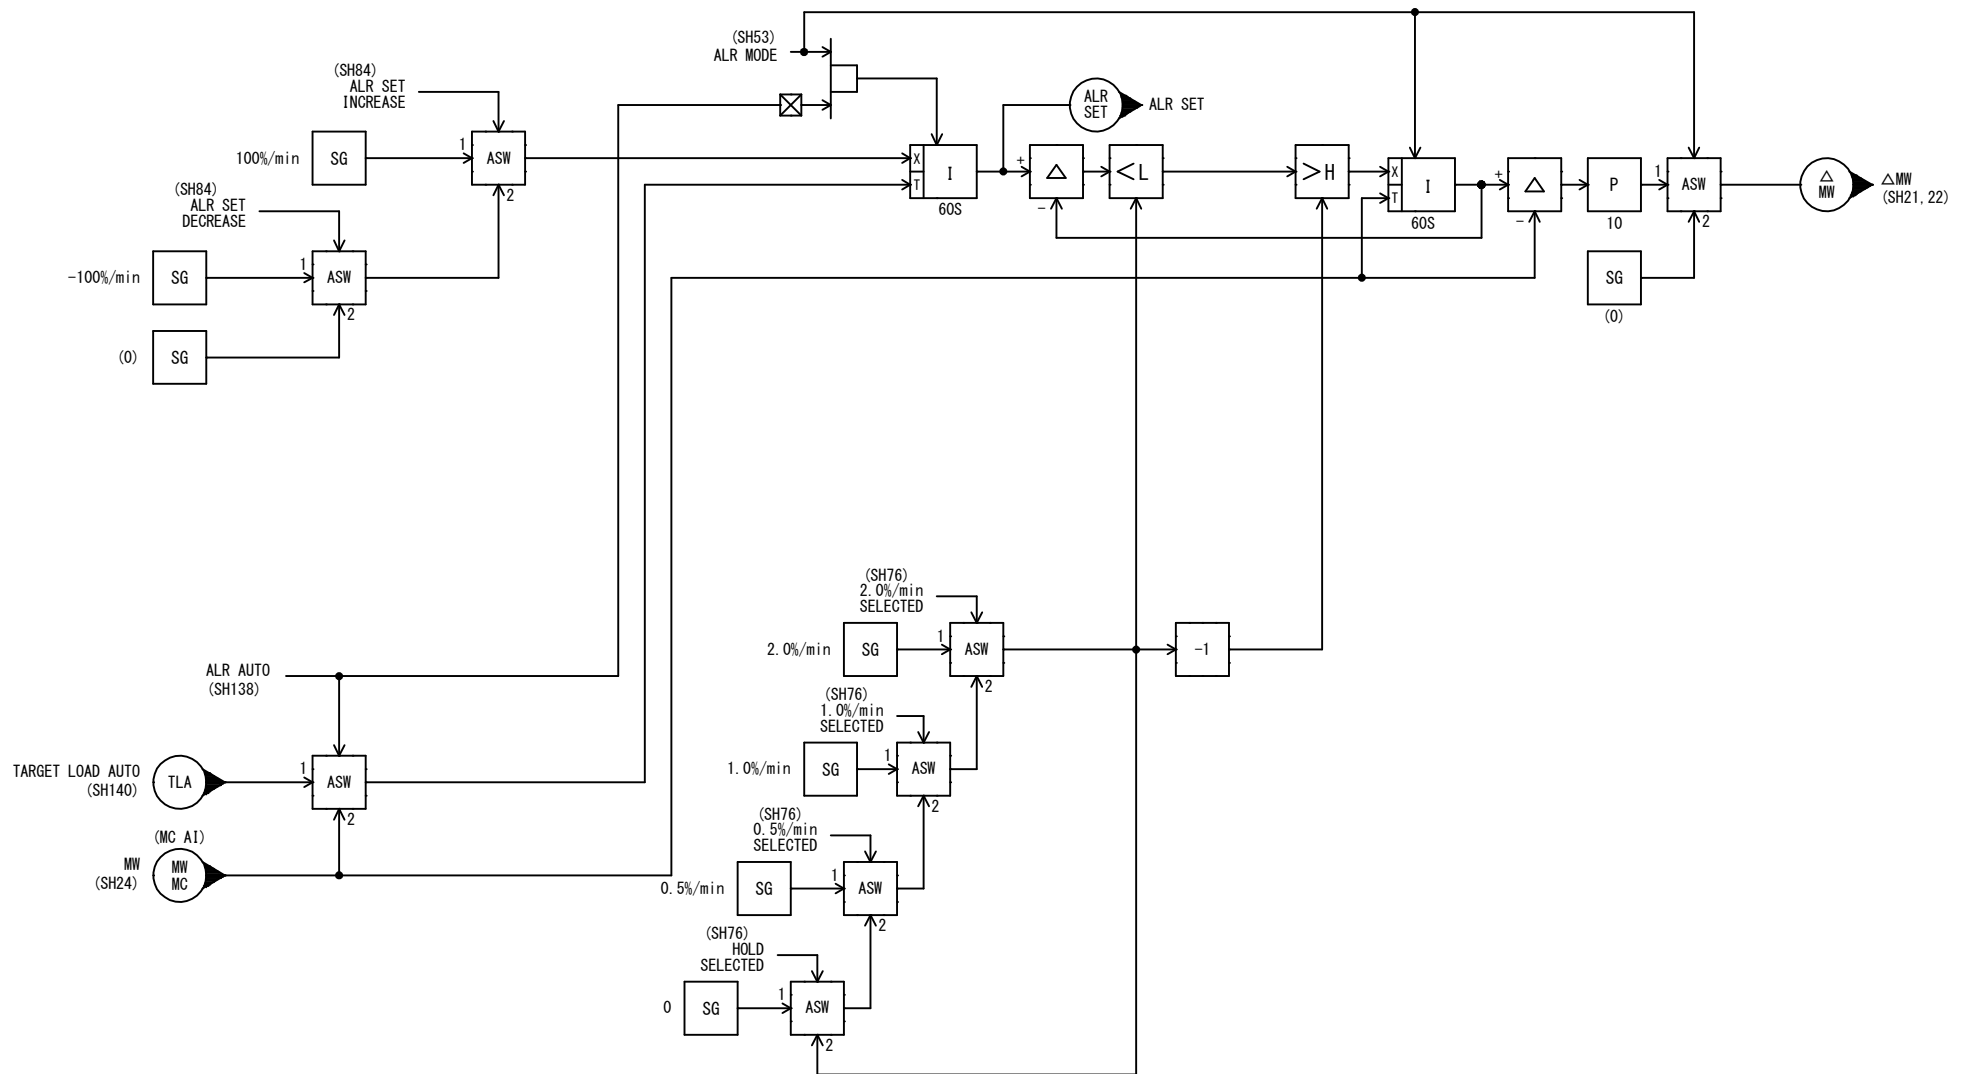 (SH53)
ALR MODE
(SH84)
ALR SET
INCREASE
ALR
SET
ALR SET
100%/min
SG
1
ASW
2
X
T
I
60S
+
△
-
<L
>H
X
T
I
60S
+
△
-
P
10
1
ASW
2
△
MW
△MW
(SH21, 22)
(SH84)
ALR SET
DECREASE
-100%/min
SG
1
ASW
2
SG
(0)
(0)
SG
(SH76)
2.0%/min
SELECTED
2.0%/min
SG
1
ASW
2
-1
ALR AUTO
(SH138)
(SH76)
1.0%/min
SELECTED
1.0%/min
SG
1
ASW
2
TARGET LOAD AUTO
(SH140)
TLA
1
ASW
2
(SH76)
0.5%/min
SELECTED
(MC AI)
MW
(SH24)
MW
MC
0.5%/min
SG
1
ASW
2
(SH76)
HOLD
SELECTED
0
SG
1
ASW
2